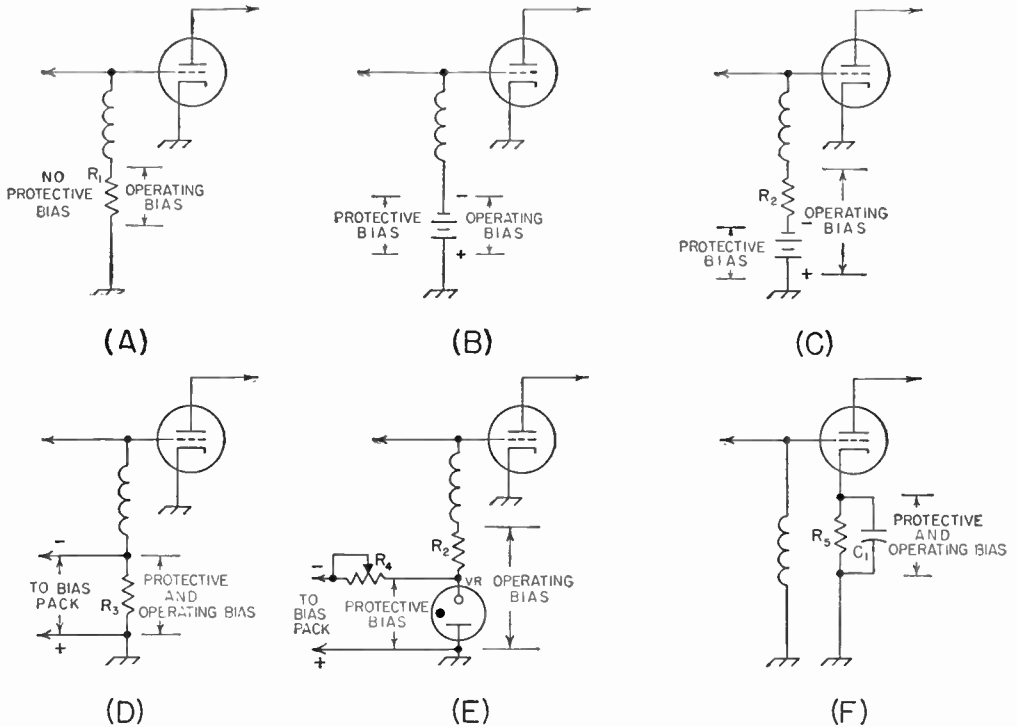 NO
PROTECTIVE
BIAS
R1
OPERATING
BIAS
(A)
PROTECTIVE
BIAS
-
+
OPERATING
BIAS
(B)
R2
-
+
PROTECTIVE
BIAS
OPERATING
BIAS
(C)
-
TO BIAS
PACK
+
R3
PROTECTIVE
AND
OPERATING BIAS
(D)
-
R4
TO
BIAS
PACK
+
PROTECTIVE
BIAS
R2
VR
OPERATING
BIAS
(E)
R5
C1
PROTECTIVE
AND
OPERATING BIAS
(F)